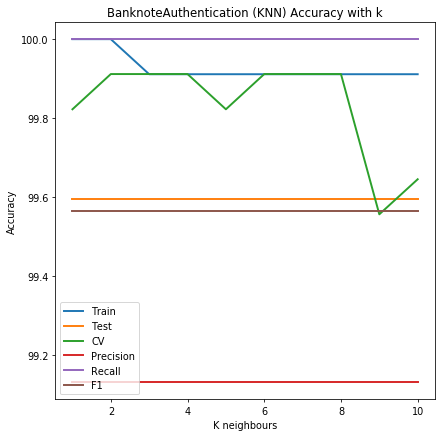 BanknoteAuthentication (KNN) Accuracy with k
100.0
99.8
99.6
99.4
99.2
Accuracy
Train
Test
CV
Precision
Recall
F1
2 4 6 8 10
K neighbours